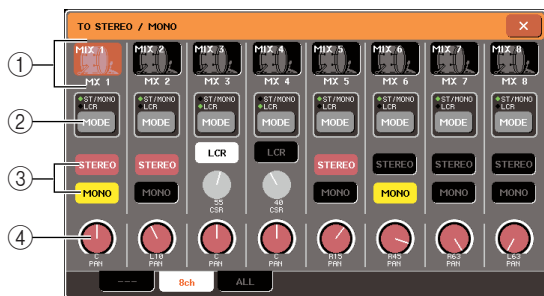 TO STEREO / MONO
×
MIX 1 MIX 2 MIX 3 MIX 4 MIX 5 MIX 6 MIX 7 MIX 8
1
MX 1 MX 2 MX 3 MX 4 MX 5 MX 6 MX 7 MX 8
ST/MONO ST/MONO ST/MONO ST/MONO ST/MONO ST/MONO ST/MONO ST/MONO
LCR LCR LCR LCR LCR LCR LCR LCR
2
MODE MODE MODE MODE MODE MODE MODE MODE
LCR LCR
3
STEREO STEREO STEREO STEREO STEREO STEREO
MONO MONO MONO MONO MONO MONO
55 40
CSR CSR
4
C L10 C C R15 R45 R63 L63
PAN PAN PAN PAN PAN PAN PAN PAN
--- 8ch ALL